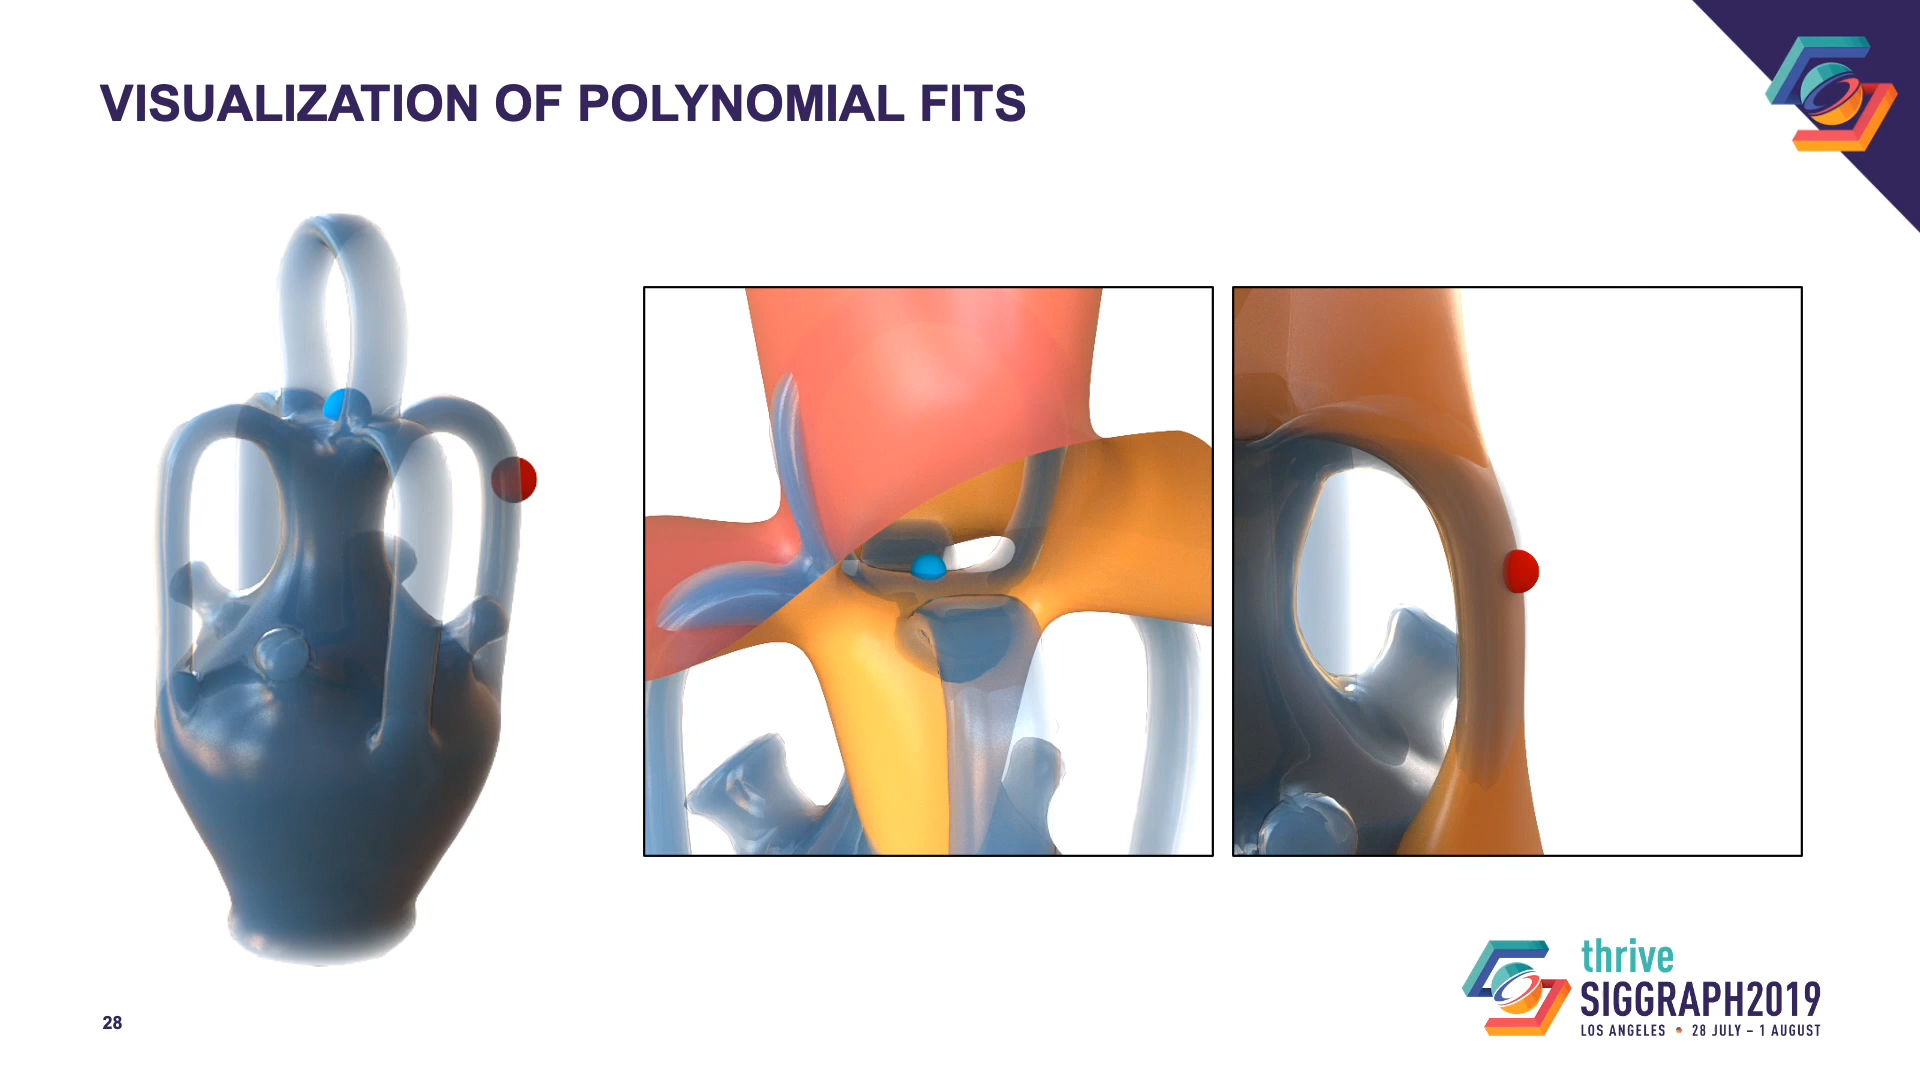 VISUALIZATION OF POLYNOMIAL FITS
28
thrive
SIGGRAPH2019
LOS ANGELES • 28 JULY – 1 AUGUST